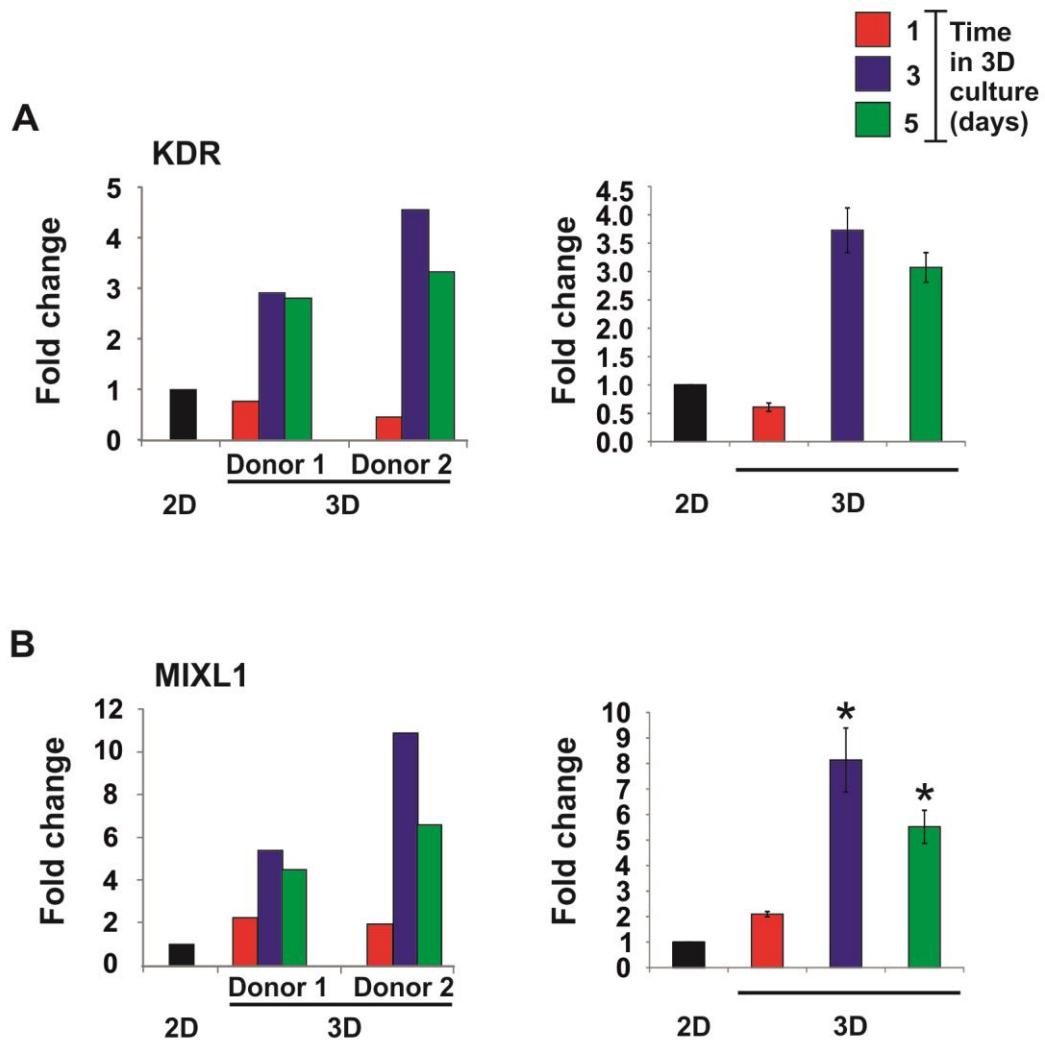 1
3
5
Time
in 3D
culture
(days)
A
KDR
Fold change
5
4
3
2
1
0
Donor 1 Donor 2
2D 3D
Fold change
4.5
4.0
3.5
3.0
2.5
2.0
1.5
1.0
0.5
0.0
2D 3D
B
MIXL1
Fold change
12
10
8
6
4
2
0
Donor 1 Donor 2
2D 3D
Fold change
10
9
8
7
6
5
4
3
2
1
0
* *
2D 3D